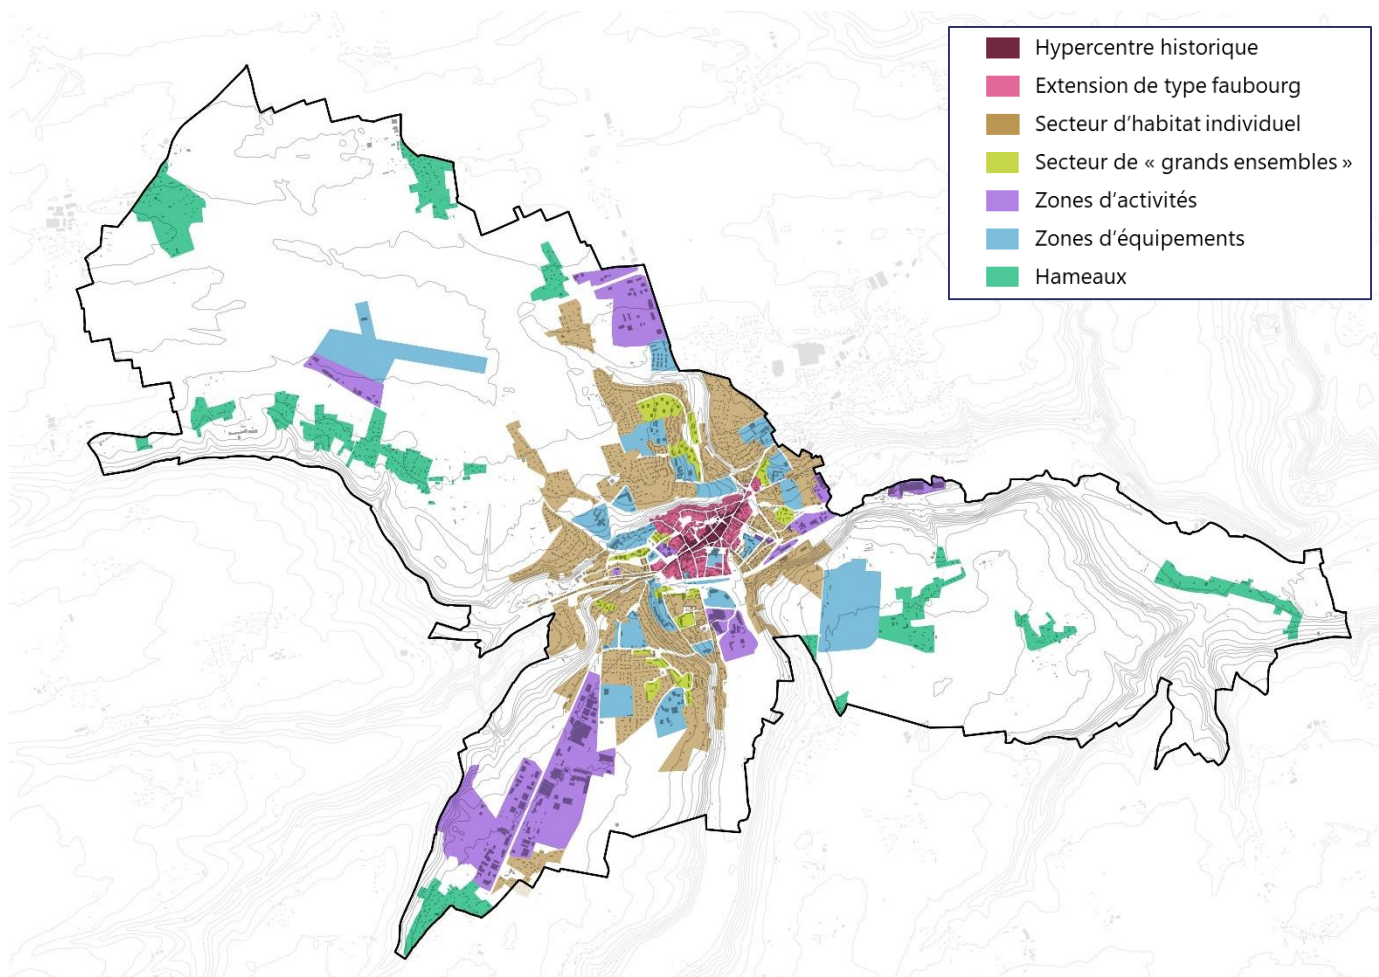 Hypercentre historique
Extension de type faubourg
Secteur d’habitat individuel
Secteur de « grands ensembles »
Zones d’activités
Zones d’équipements
Hameaux